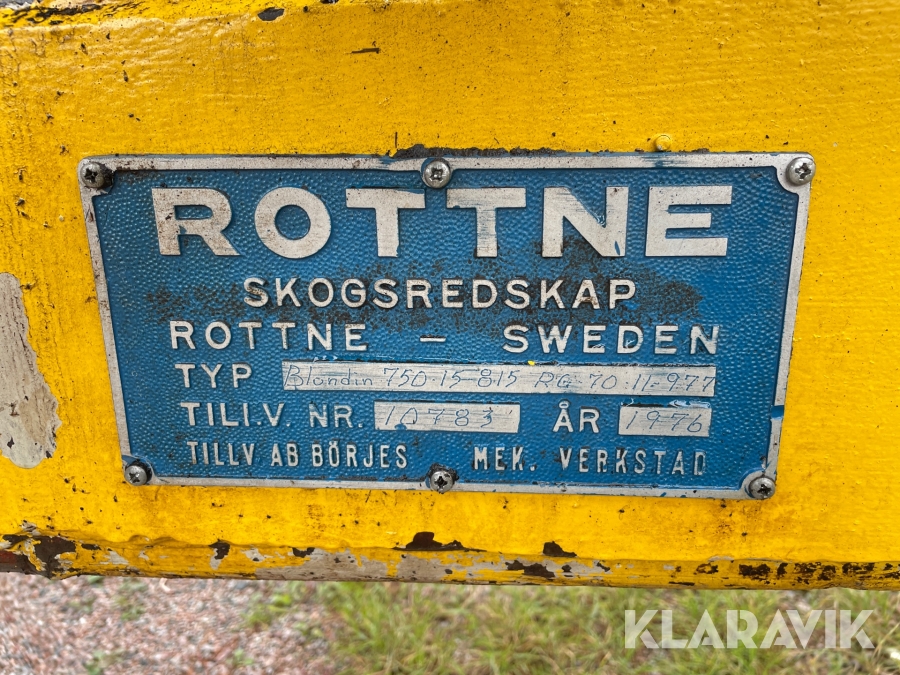 ROTTNE
SKOGSREDSKAP
ROTTNE – SWEDEN
TYP Blondin 750-15-815 RG-70 11-977
TILLV. NR. 10783 ÅR 1976
TILLV AB BÖRJES MEK. VERKSTAD
KLARAVIK